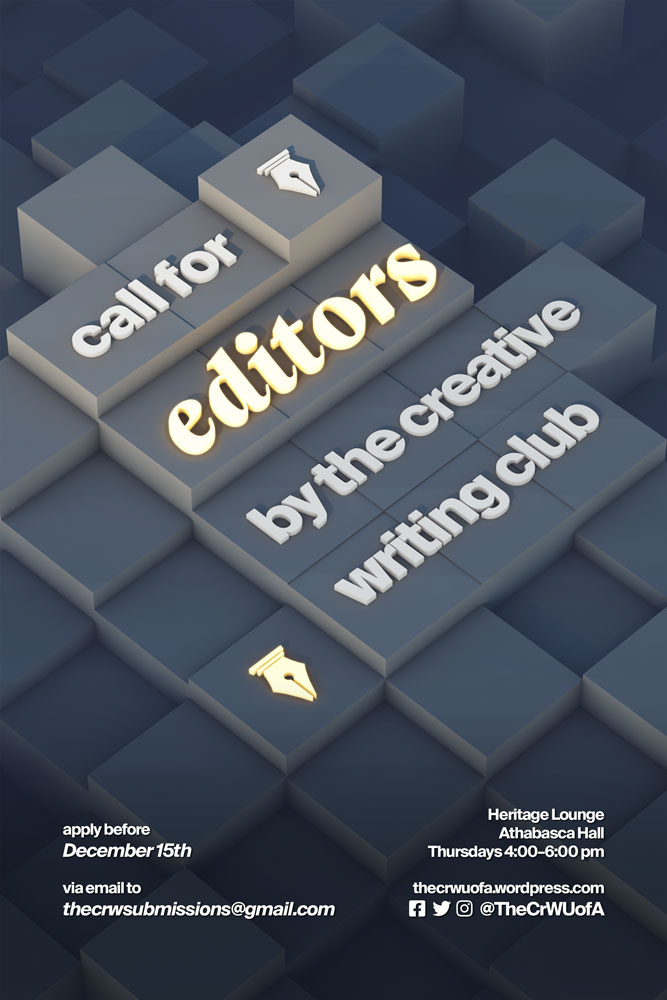 call for
editors
by the creative
writing club
apply before
December 15th
via email to
thecrwsubmissions@gmail.com
Heritage Lounge
Athabasca Hall
Thursdays 4:00–6:00 pm
thecrwuofa.wordpress.com
@TheCrWUofA